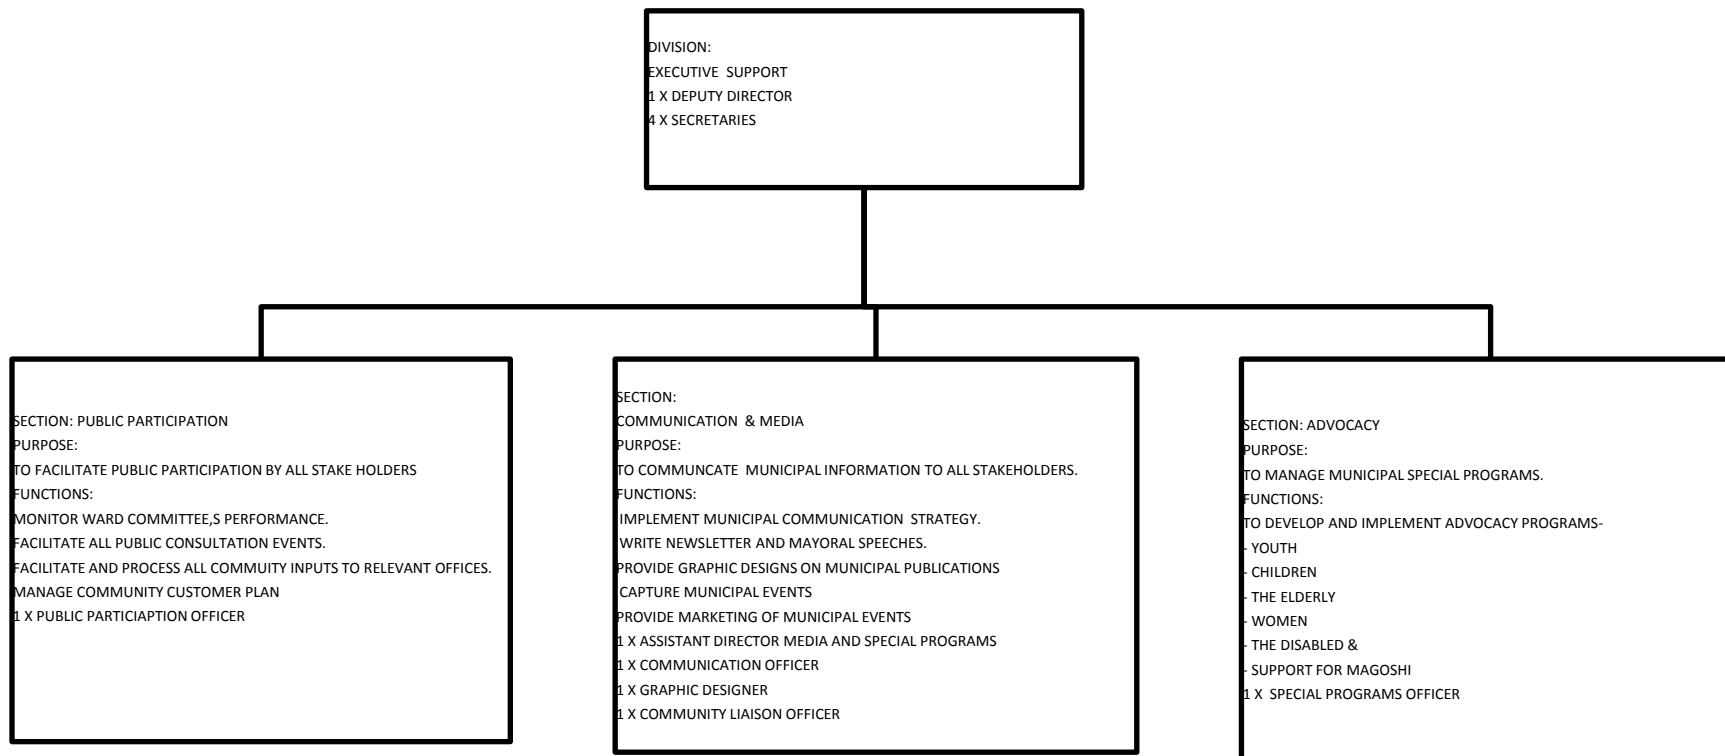 DIVISION:
EXECUTIVE SUPPORT
1 X DEPUTY DIRECTOR
4 X SECRETARIES
SECTION: PUBLIC PARTICIPATION
PURPOSE:
TO FACILITATE PUBLIC PARTICIPATION BY ALL STAKE HOLDERS
FUNCTIONS:
MONITOR WARD COMMITTEE,S PERFORMANCE.
FACILITATE ALL PUBLIC CONSULTATION EVENTS.
FACILITATE AND PROCESS ALL COMMUITY INPUTS TO RELEVANT OFFICES.
MANAGE COMMUNITY CUSTOMER PLAN
1 X PUBLIC PARTICIAPTION OFFICER
SECTION:
COMMUNICATION & MEDIA
PURPOSE:
TO COMMUNCATE MUNICIPAL INFORMATION TO ALL STAKEHOLDERS.
FUNCTIONS:
IMPLEMENT MUNICIPAL COMMUNICATION STRATEGY.
WRITE NEWSLETTER AND MAYORAL SPEECHES.
PROVIDE GRAPHIC DESIGNS ON MUNICIPAL PUBLICATIONS
CAPTURE MUNICIPAL EVENTS
PROVIDE MARKETING OF MUNICIPAL EVENTS
1 X ASSISTANT DIRECTOR MEDIA AND SPECIAL PROGRAMS
1 X COMMUNICATION OFFICER
1 X GRAPHIC DESIGNER
1 X COMMUNITY LIAISON OFFICER
SECTION: ADVOCACY
PURPOSE:
TO MANAGE MUNICIPAL SPECIAL PROGRAMS.
FUNCTIONS:
TO DEVELOP AND IMPLEMENT ADVOCACY PROGRAMS-
- YOUTH
- CHILDREN
- THE ELDERLY
- WOMEN
- THE DISABLED &
- SUPPORT FOR MAGOSHI
1 X SPECIAL PROGRAMS OFFICER